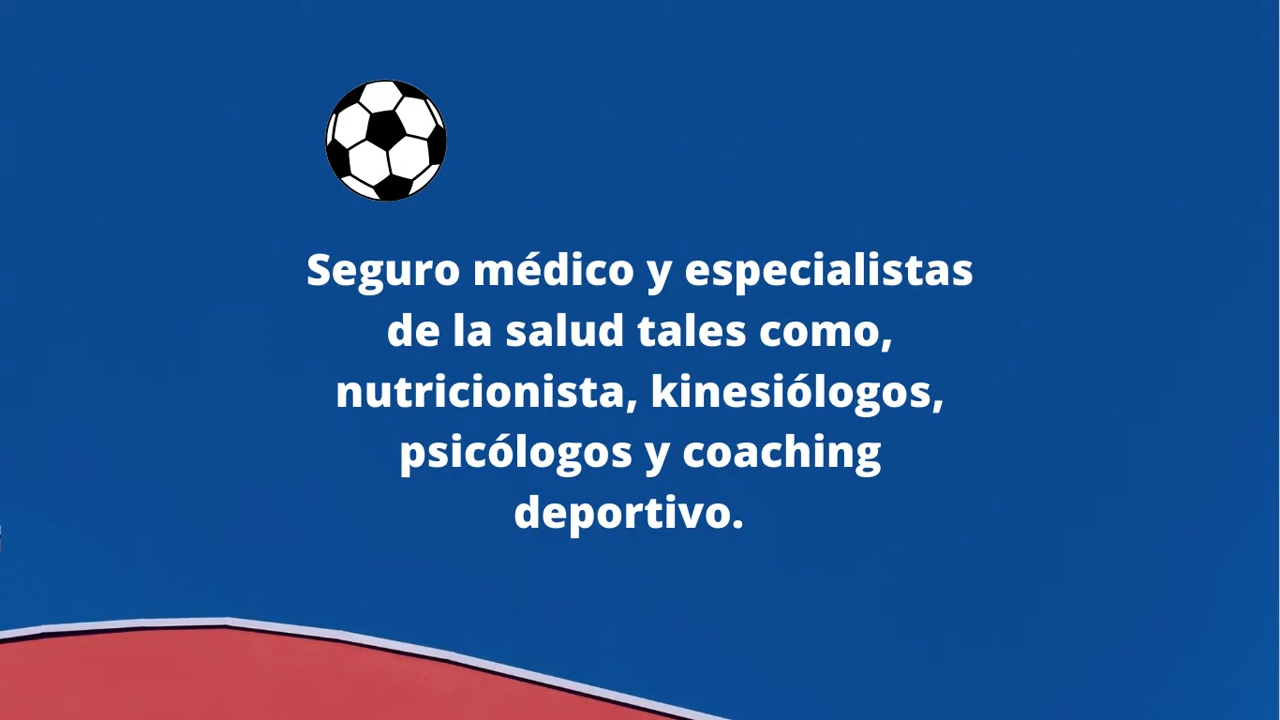 Seguro médico y especialistas
de la salud tales como,
nutricionista, kinesiólogos,
psicólogos y coaching
deportivo.